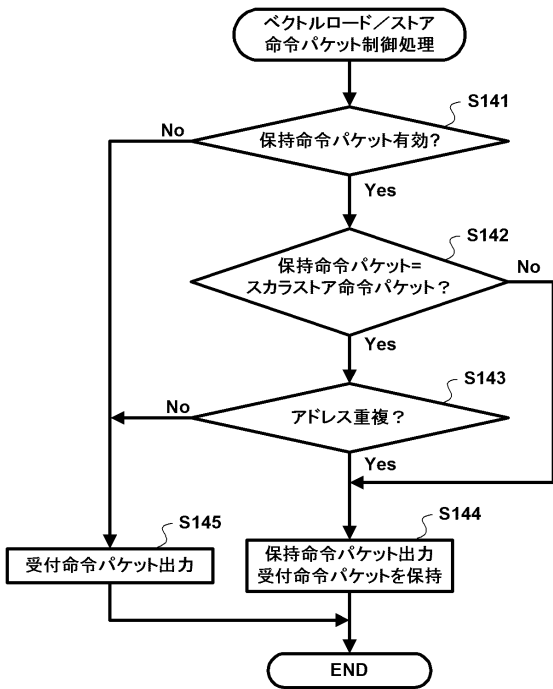 ベクトルロード／ストア
命令パケット制御処理
S141
No
保持命令パケット有効？
Yes
S142
保持命令パケット＝
スカラストア命令パケット？
No
Yes
S143
No
アドレス重複？
Yes
S145
S144
受付命令パケット出力
保持命令パケット出力
受付命令パケットを保持
END